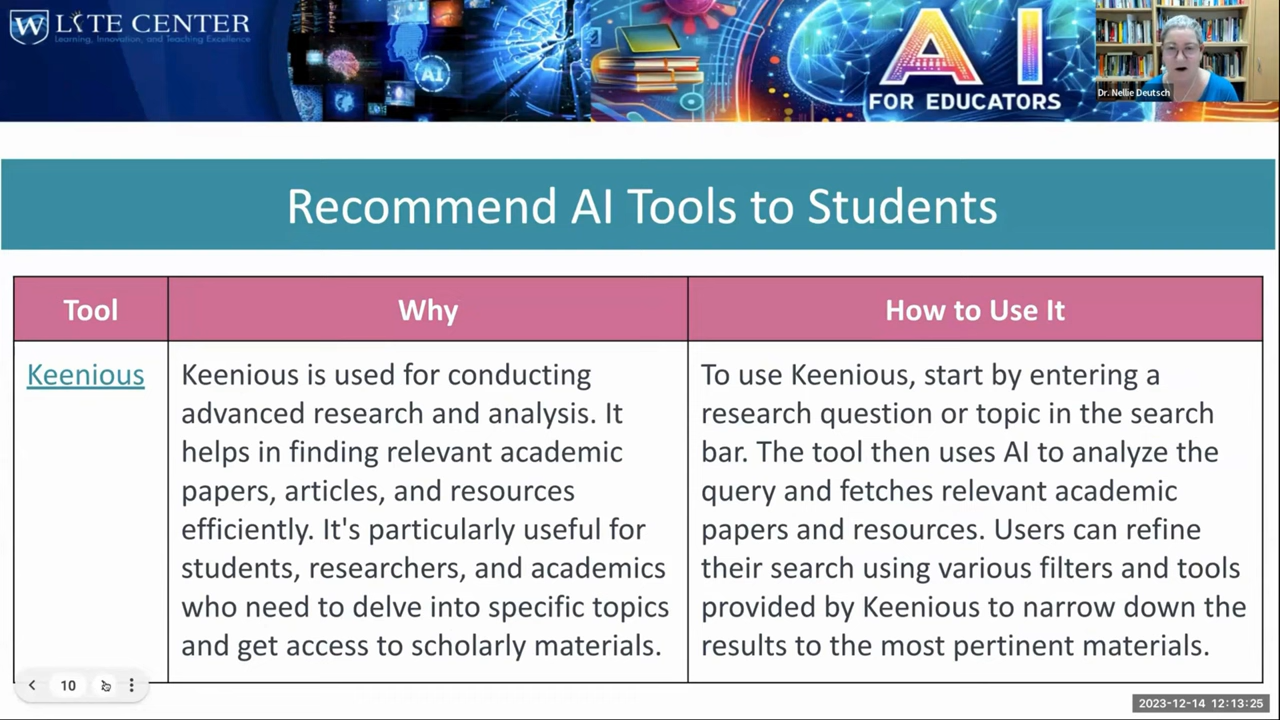 W LITE CENTER
Learning, Innovation, and Teaching Excellence
AI
AI
FOR EDUCATORS
Dr. Nellie Deutsch
Recommend AI Tools to Students
Tool
Why
How to Use It
Keenious
Keenious is used for conducting
advanced research and analysis. It
helps in finding relevant academic
papers, articles, and resources
efficiently. It's particularly useful for
students, researchers, and academics
who need to delve into specific topics
and get access to scholarly materials.
To use Keenious, start by entering a
research question or topic in the search
bar. The tool then uses AI to analyze the
query and fetches relevant academic
papers and resources. Users can refine
their search using various filters and tools
provided by Keenious to narrow down the
results to the most pertinent materials.
10
2023-12-14 12:13:25